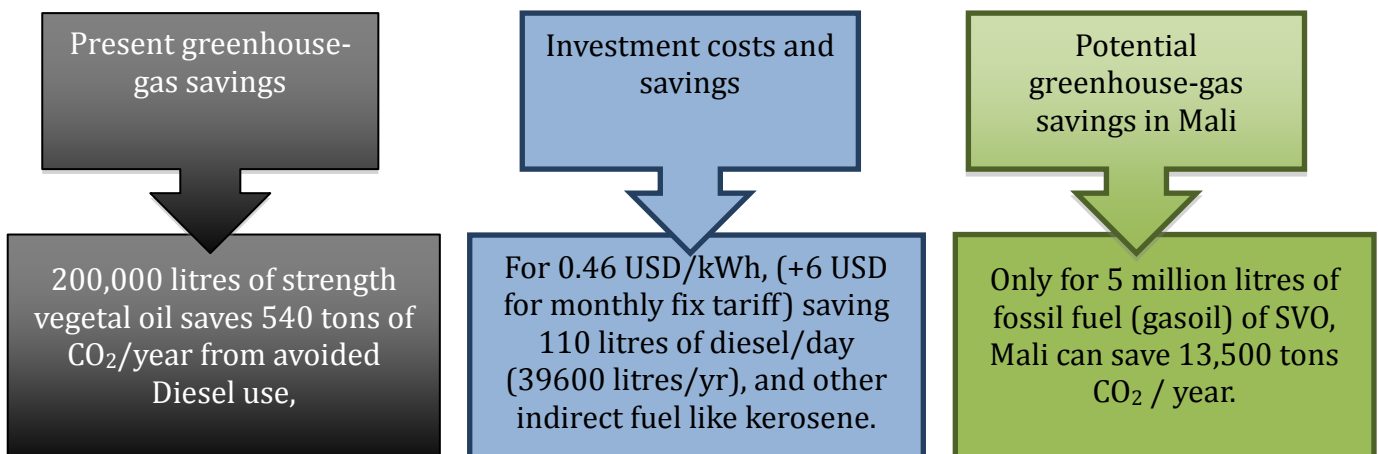 Present greenhouse-
gas savings
200,000 litres of strength
vegetal oil saves 540 tons of
CO₂/year from avoided
Diesel use,
Investment costs and
savings
For 0.46 USD/kWh, (+6 USD
for monthly fix tariff) saving
110 litres of diesel/day
(39600 litres/yr), and other
indirect fuel like kerosene.
Potential
greenhouse-gas
savings in Mali
Only for 5 million litres of
fossil fuel (gasoil) of SVO,
Mali can save 13,500 tons
CO₂ / year.